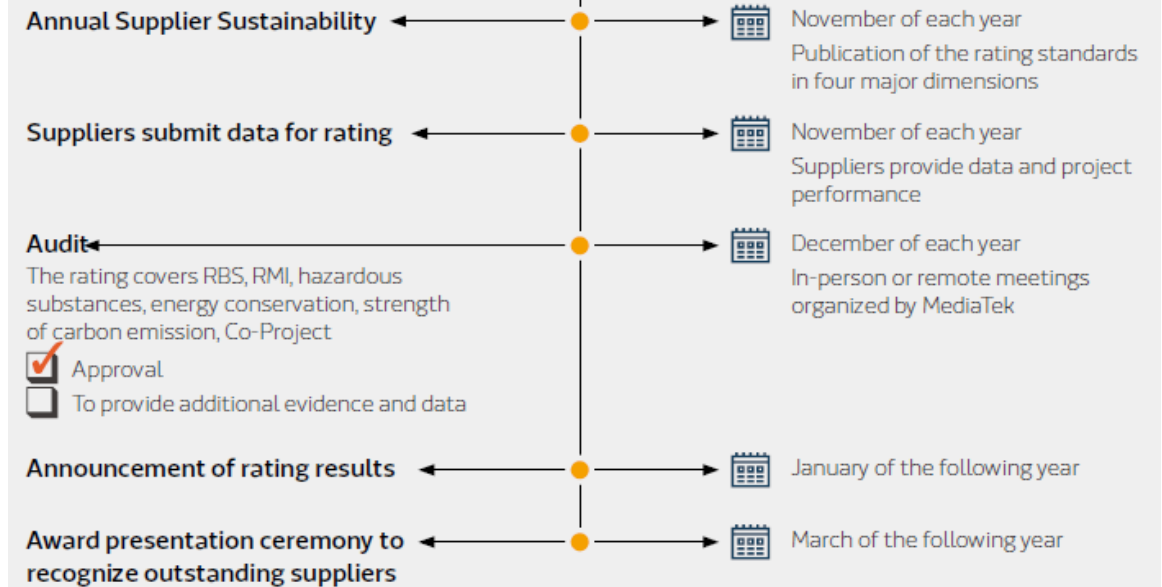 Annual Supplier Sustainability
November of each year
Publication of the rating standards
in four major dimensions
Suppliers submit data for rating
November of each year
Suppliers provide data and project
performance
Audit
The rating covers RBS, RMI, hazardous
substances, energy conservation, strength
of carbon emission, Co-Project
Approval
To provide additional evidence and data
December of each year
In-person or remote meetings
organized by MediaTek
Announcement of rating results
January of the following year
Award presentation ceremony to
recognize outstanding suppliers
March of the following year